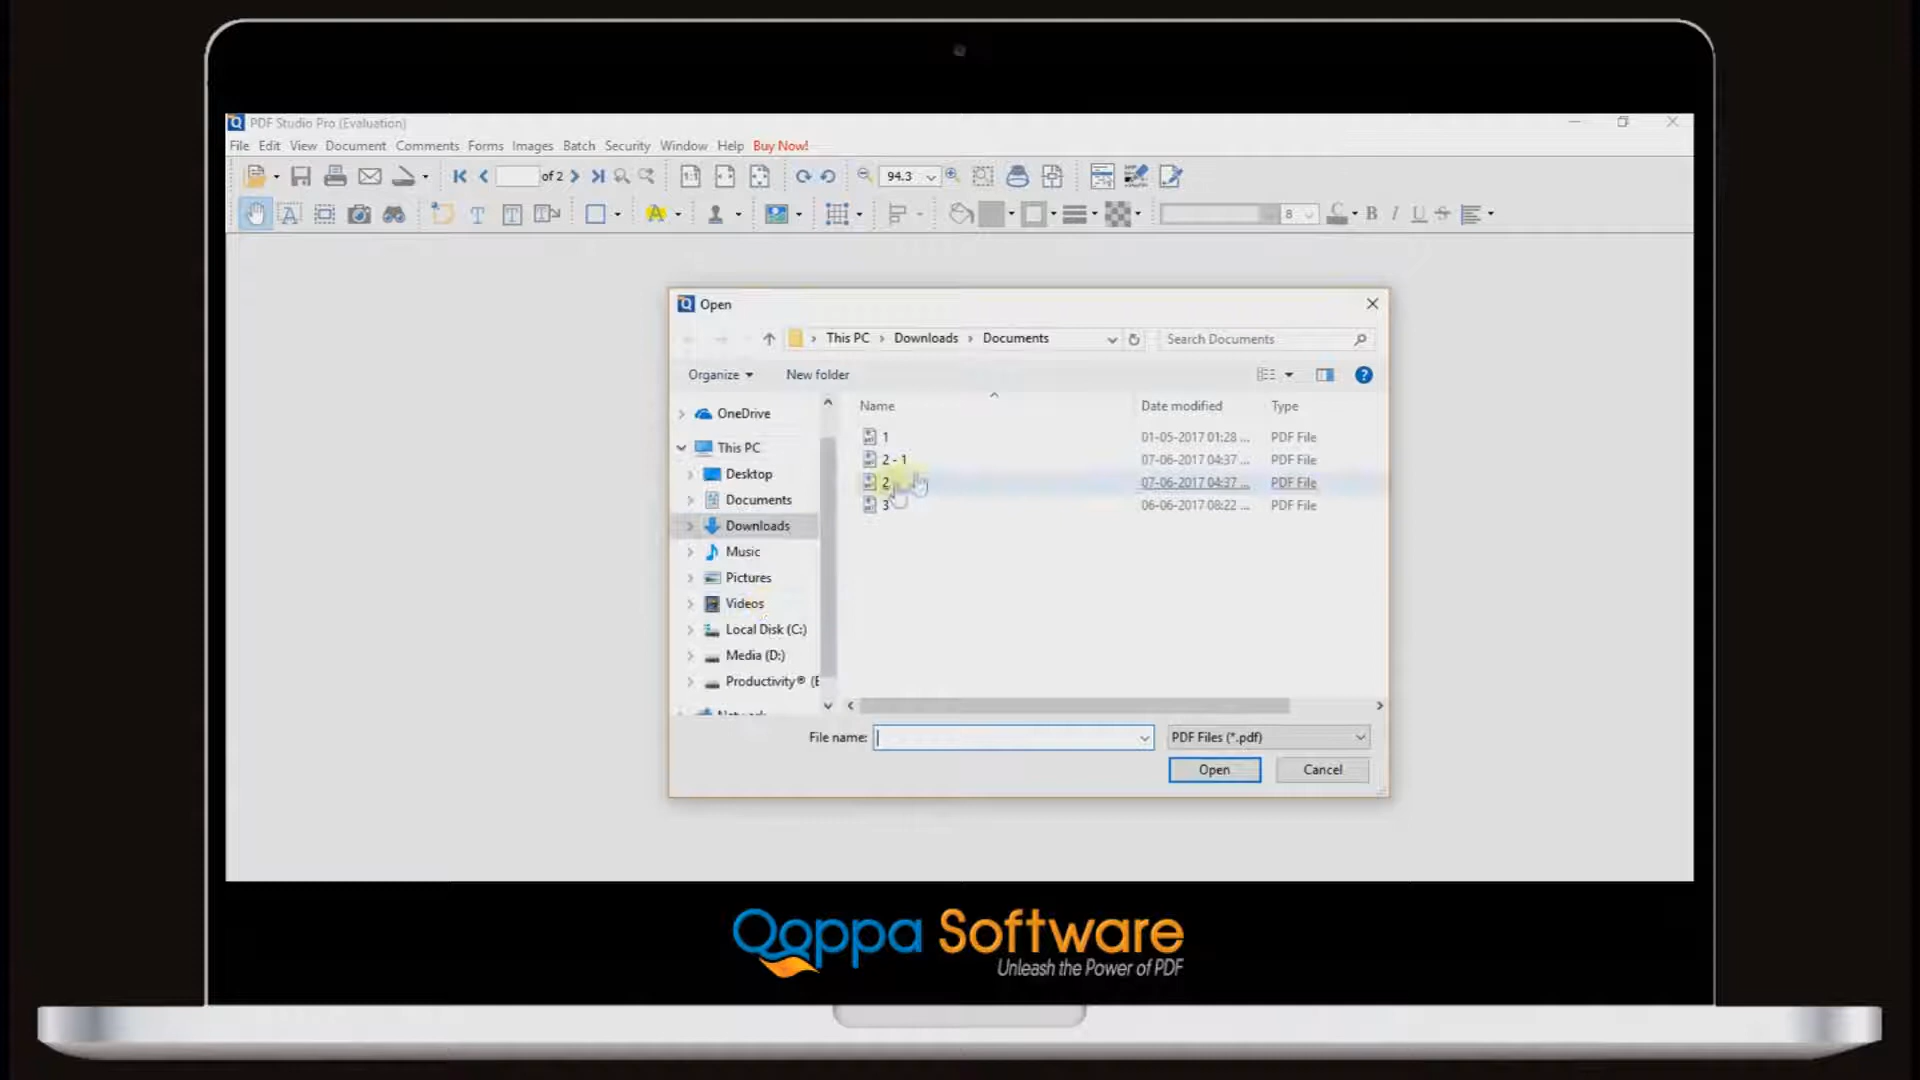 PDF Studio Pro (Evaluation)
File Edit View Document Comments Forms Images Batch Security Window Help Buy Now!
of 2 1:1 94.3
A T T T A 8 B I U S
Open
This PC > Downloads > Documents Search Documents
Organize New folder
Name Date modified Type
OneDrive
This PC
Desktop
Documents
Downloads
Music
Pictures
Videos
Local Disk (C:)
Media (D:)
Productivity® (E
1 01-05-2017 01:28 ... PDF File
2 - 1 07-06-2017 04:37 ... PDF File
2 07-06-2017 04:37 ... PDF File
3 06-06-2017 08:22 ... PDF File
File name: PDF Files (*.pdf)
Open Cancel
Qoppa Software
Unleash the Power of PDF